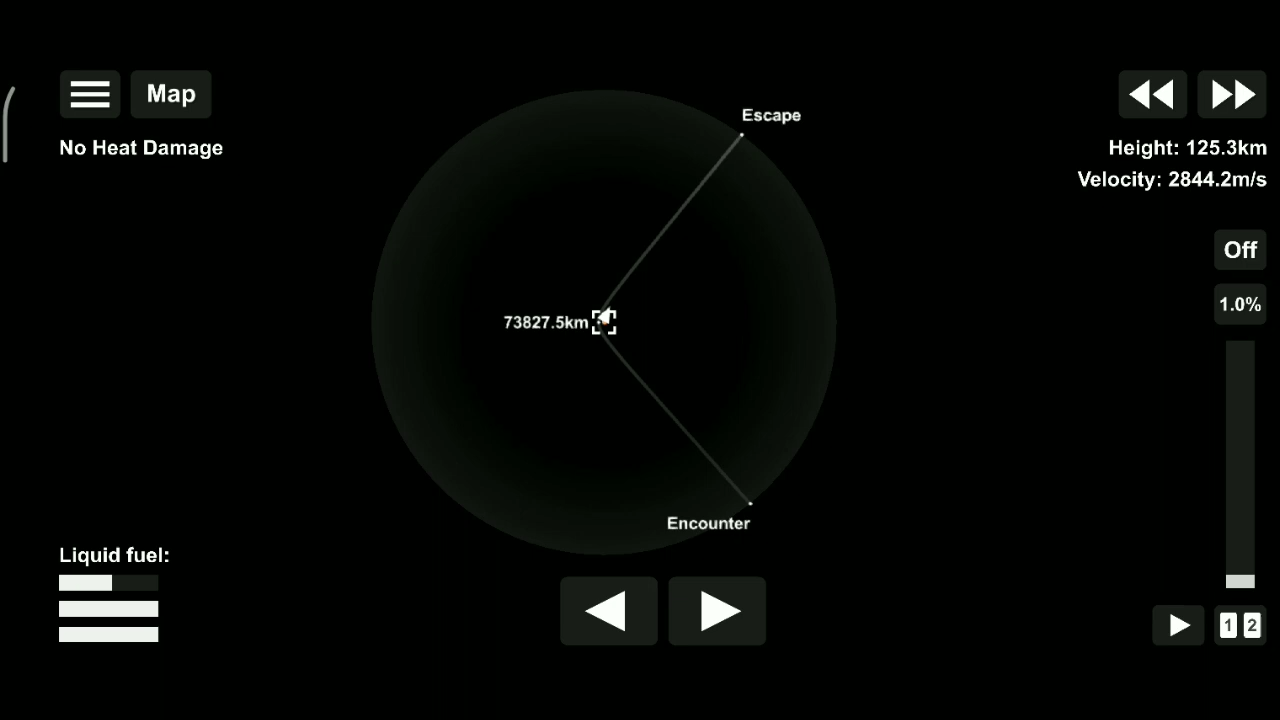 Map
No Heat Damage
Escape
Height: 125.3km
Velocity: 2844.2m/s
Off
1.0%
73827.5km
Encounter
Liquid fuel:
1 2